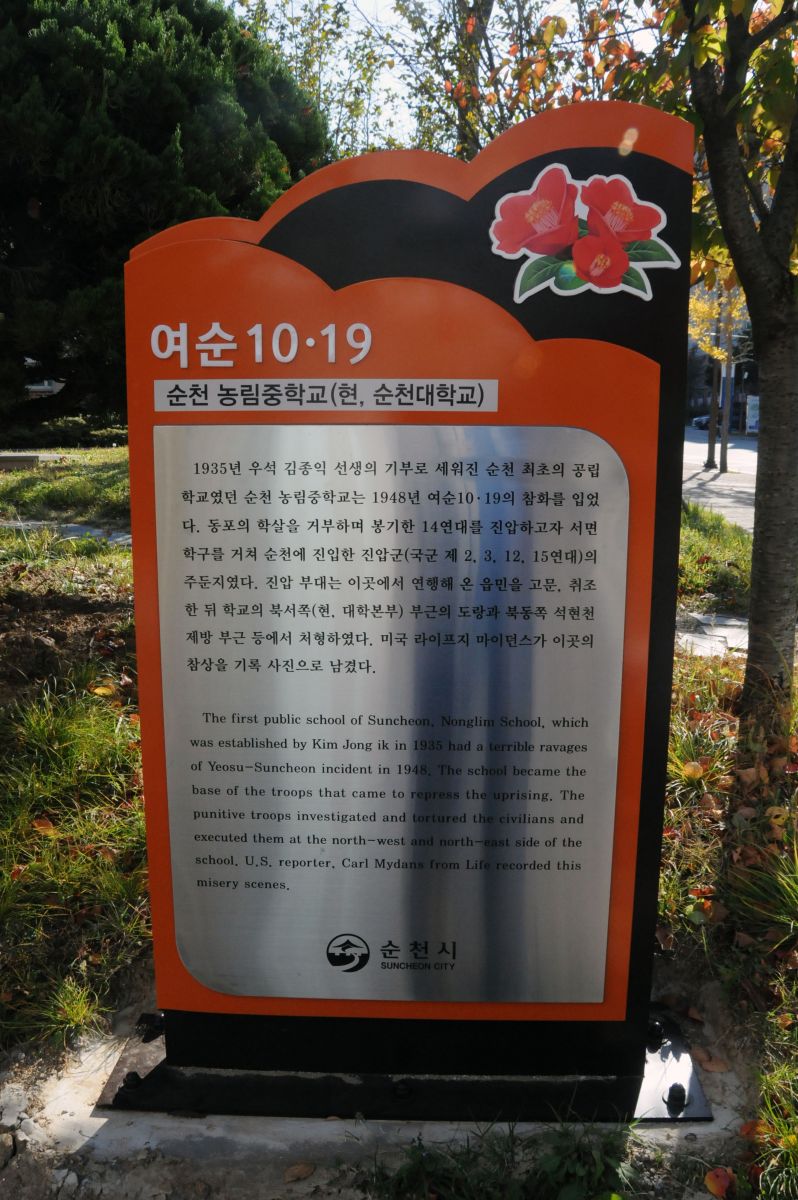 여순10·19
순천 농림중학교(현, 순천대학교)
1935년 우석 김종익 선생의 기부로 세워진 순천 최초의 공립
학교였던 순천 농림중학교는 1948년 여순10·19의 참화를 입었
다. 동포의 학살을 거부하며 봉기한 14연대를 진압하고자 서면
학구를 거쳐 순천에 진입한 진압군(국군 제 2, 3, 12, 15연대)의
주둔지였다. 진압 부대는 이곳에서 연행해 온 읍민을 고문, 취조
한 뒤 학교의 북서쪽(현, 대학본부) 부근의 도랑과 북동쪽 석현천
제방 부근 등에서 처형하였다. 미국 라이프지 마이던스가 이곳의
참상을 기록 사진으로 남겼다.
The first public school of Suncheon, Nonglim School, which
was established by Kim Jong ik in 1935 had a terrible ravages
of Yeosu-Suncheon incident in 1948. The school became the
base of the troops that came to repress the uprising. The
punitive troops investigated and tortured the civilians and
executed them at the north-west and north-east side of the
school. U.S. reporter, Carl Mydans from Life recorded this
misery scenes.
순천시
SUNCHEON CITY